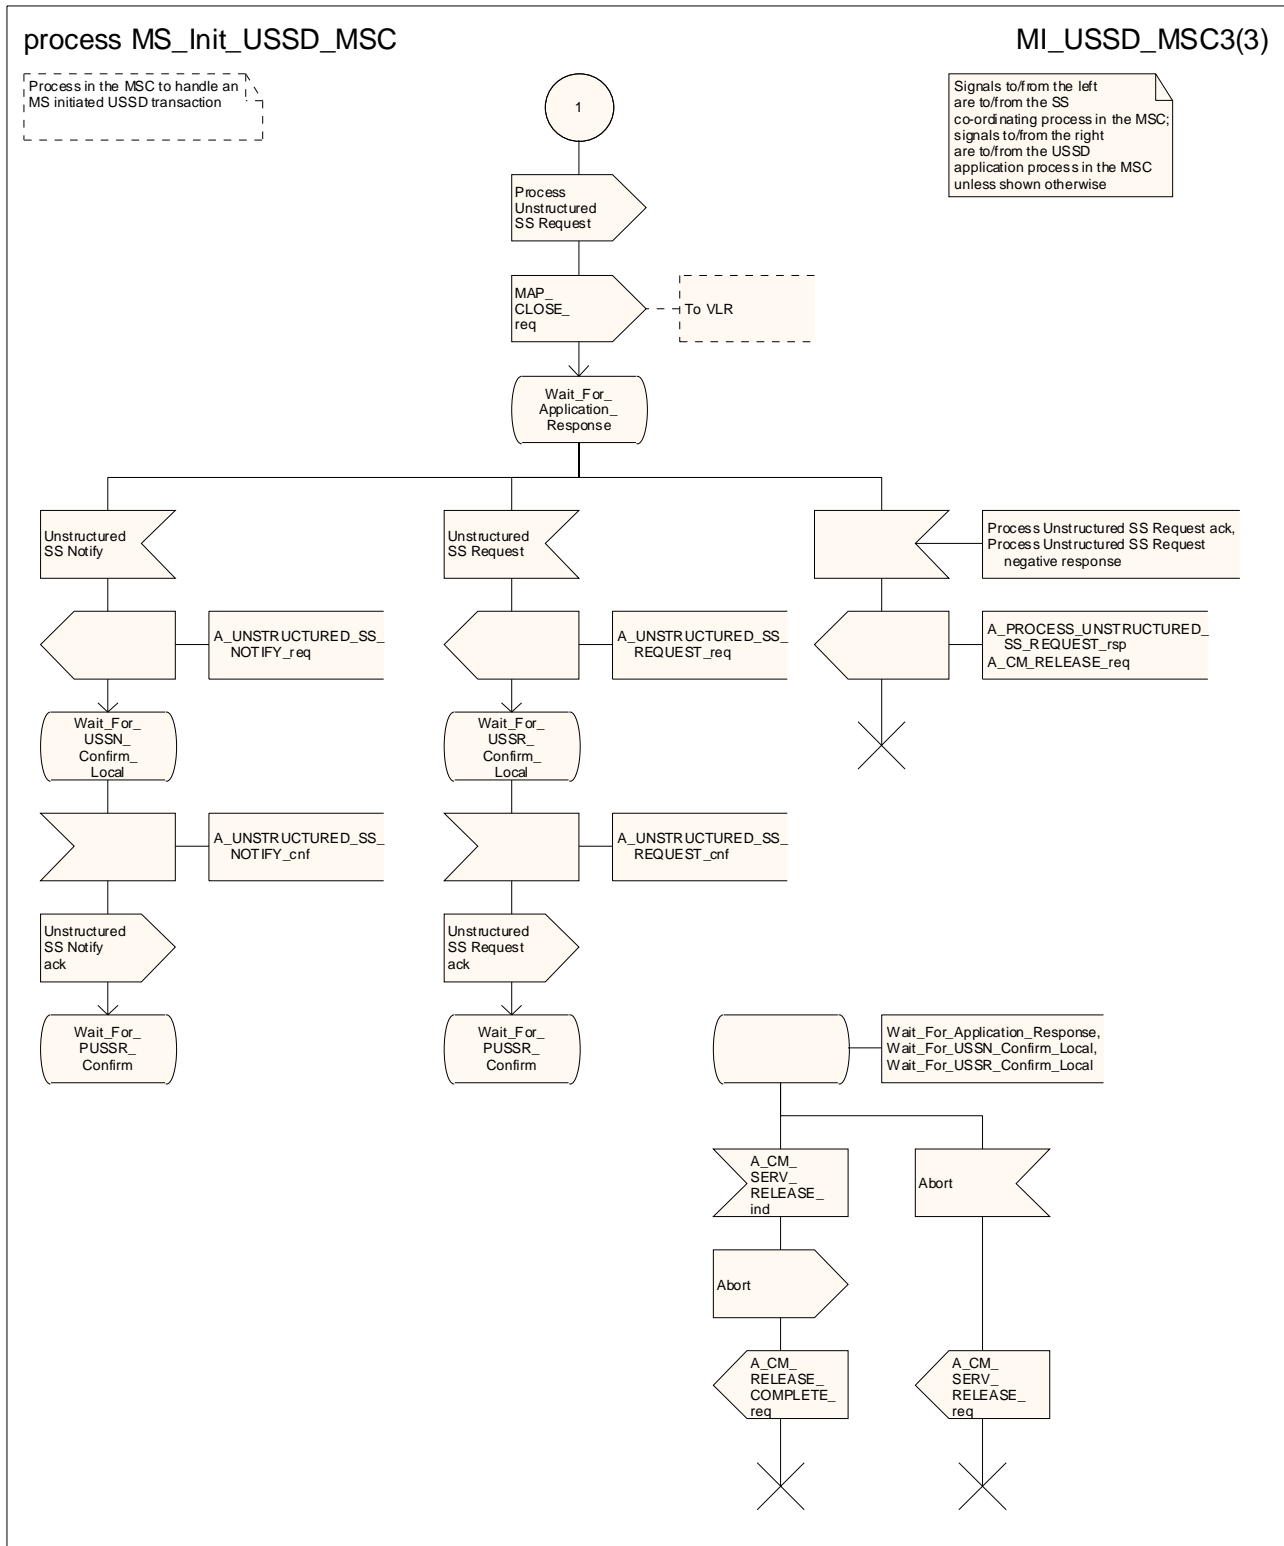 process MS_Init_USSD_MSC
MI_USSD_MSC3(3)
Process in the MSC to handle an
MS initiated USSD transaction
Signals to/from the left
are to/from the SS
co-ordinating process in the MSC;
signals to/from the right
are to/from the USSD
application process in the MSC
unless shown otherwise
1
Process
Unstructured
SS Request
MAP_
CLOSE_
req
To VLR
Wait_For_
Application_
Response
Unstructured
SS Notify
Unstructured
SS Request
Process Unstructured SS Request ack,
Process Unstructured SS Request
negative response
A_UNSTRUCTURED_SS_
NOTIFY_req
A_UNSTRUCTURED_SS_
REQUEST_req
A_PROCESS_UNSTRUCTURED_
SS_REQUEST_rsp
A_CM_RELEASE_req
Wait_For_
USSN_
Confirm_
Local
Wait_For_
USSR_
Confirm_
Local
A_UNSTRUCTURED_SS_
NOTIFY_cnf
A_UNSTRUCTURED_SS_
REQUEST_cnf
Unstructured
SS Notify
ack
Unstructured
SS Request
ack
Wait_For_
PUSSR_
Confirm
Wait_For_
PUSSR_
Confirm
Wait_For_Application_Response,
Wait_For_USSN_Confirm_Local,
Wait_For_USSR_Confirm_Local
A_CM_
SERV_
RELEASE_
ind
Abort
Abort
A_CM_
RELEASE_
COMPLETE_
req
A_CM_
SERV_
RELEASE_
req